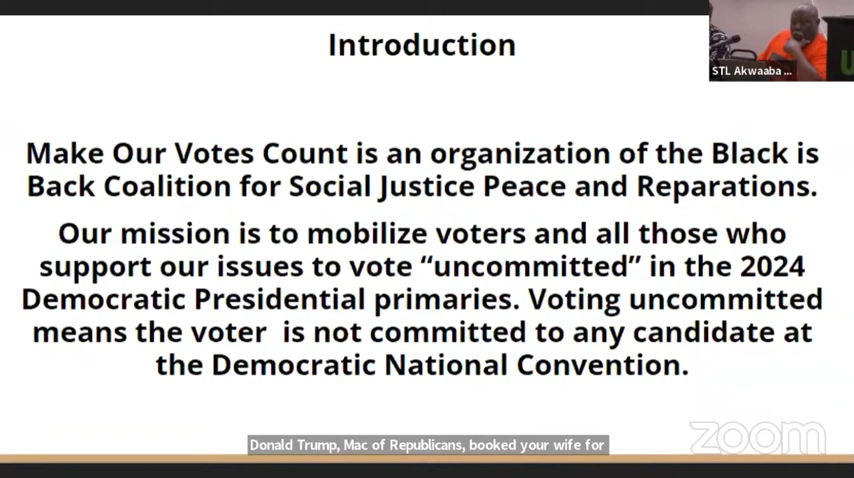 Introduction
STL Akwaaba ...
Make Our Votes Count is an organization of the Black is
Back Coalition for Social Justice Peace and Reparations.
Our mission is to mobilize voters and all those who
support our issues to vote “uncommitted” in the 2024
Democratic Presidential primaries. Voting uncommitted
means the voter is not committed to any candidate at
the Democratic National Convention.
Donald Trump, Mac of Republicans, booked your wife for
zoom